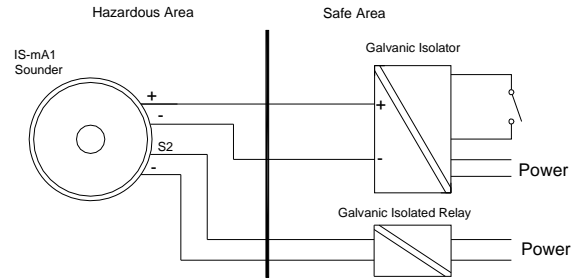 Hazardous Area
Safe Area
IS-mA1
Sounder
Galvanic Isolator
+
-
S2
-
+
-
Power
Galvanic Isolated Relay
Power